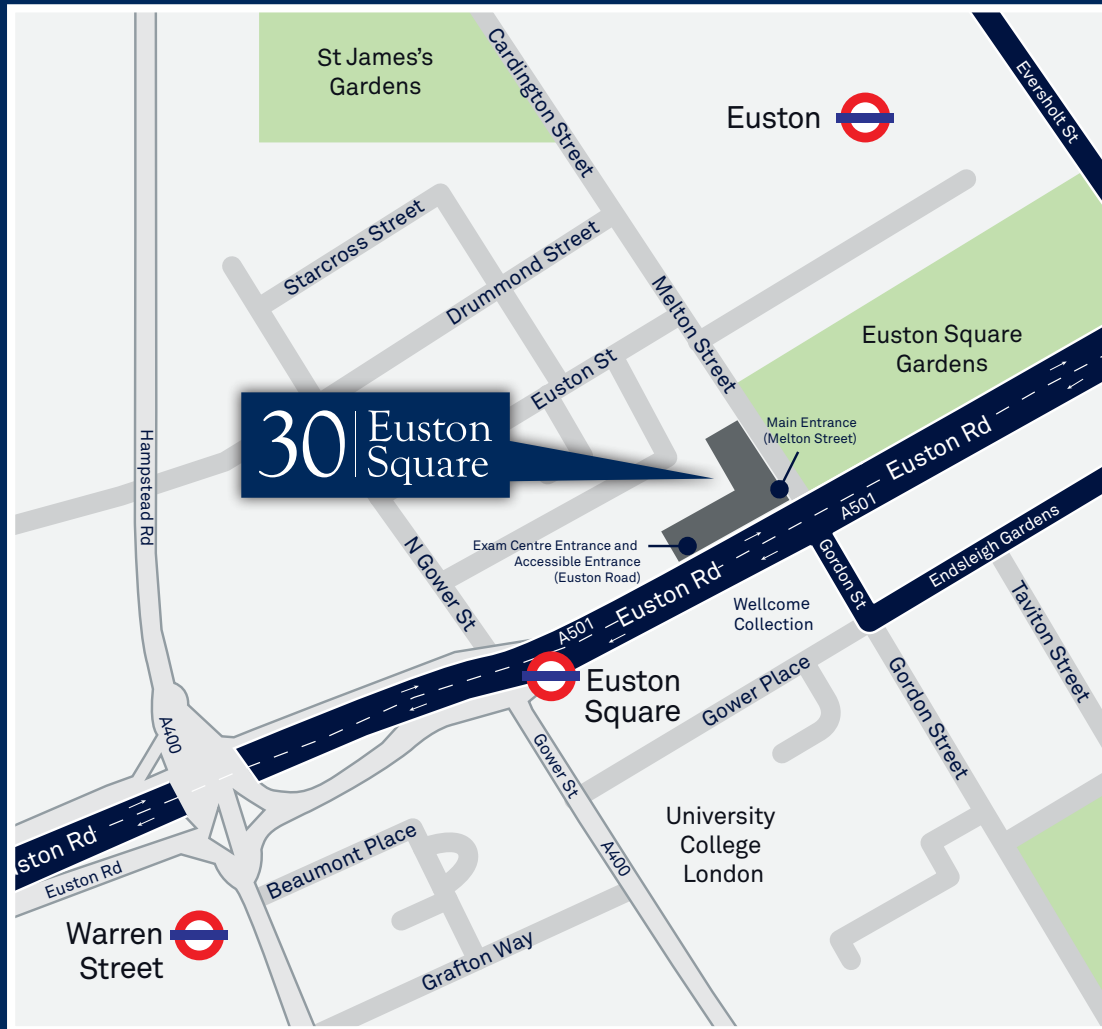 St James's
Gardens
Cardington Street
Euston
Eversholt St
Starcross Street
Drummond Street
Melton Street
Euston Square
Gardens
Euston St
30 Euston
Square
Main Entrance
(Melton Street)
Euston Rd
A501
Hampstead Rd
N Gower St
Exam Centre Entrance and
Accessible Entrance
(Euston Road)
Euston Rd
A501
Gordon St
Endsleigh Gardens
Wellcome
Collection
Taviton Street
Euston
Square
Gower Place
Gordon Street
A400
Gower St
University
College
London
uston Rd
Euston Rd
Beaumont Place
A400
Warren
Street
Grafton Way